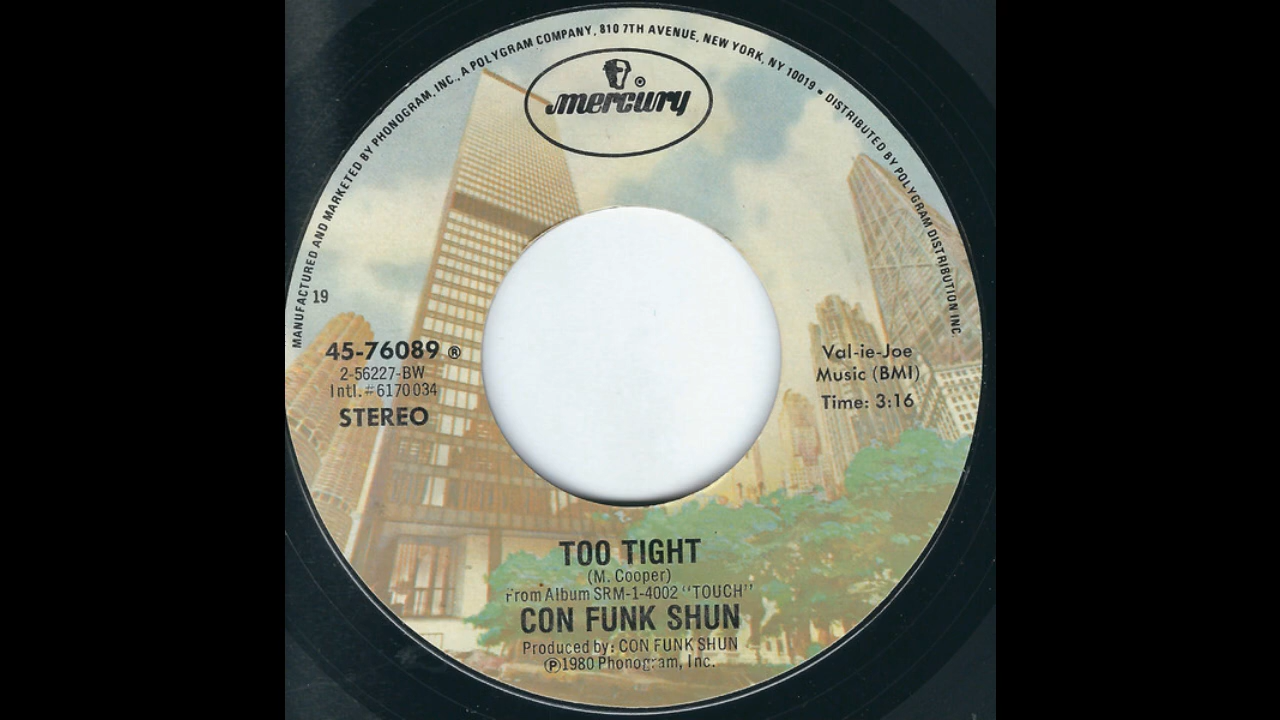 MANUFACTURED AND MARKETED BY PHONOGRAM, INC., A POLYGRAM COMPANY, 810 7TH AVENUE, NEW YORK, NY 10019 • DISTRIBUTED BY POLYGRAM DISTRIBUTION INC.
mercury ®
19
45-76089 ®
2-56227-BW
Intl.#6170034
STEREO
Val-ie-Joe
Music (BMI)
Time: 3:16
TOO TIGHT
(M. Cooper)
From Album SRM-1-4002 "TOUCH"
CON FUNK SHUN
Produced by: CON FUNK SHUN
℗1980 Phonogram, Inc.